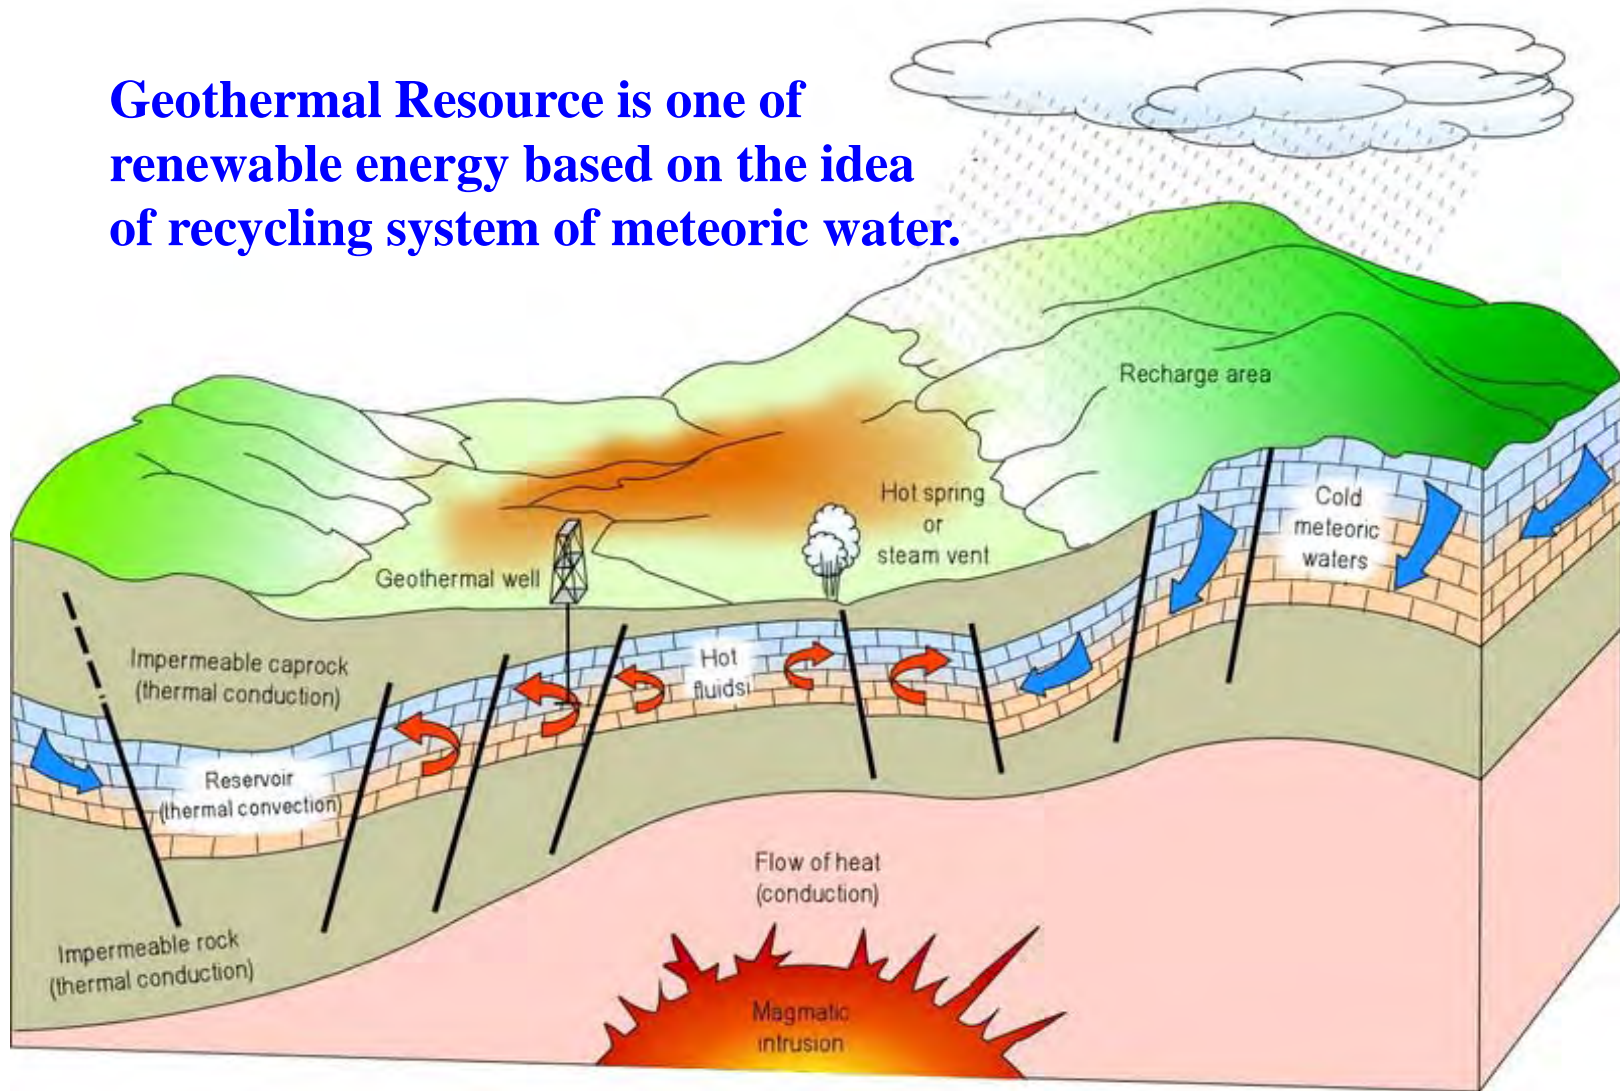 Geothermal Resource is one of
renewable energy based on the idea
of recycling system of meteoric water.
Recharge area
Hot spring
or
steam vent
Cold
meteoric
waters
Geothermal well
Impermeable caprock
(thermal conduction)
Hot
fluids
Reservoir
(thermal convection)
Flow of heat
(conduction)
Impermeable rock
(thermal conduction)
Magmatic
intrusion